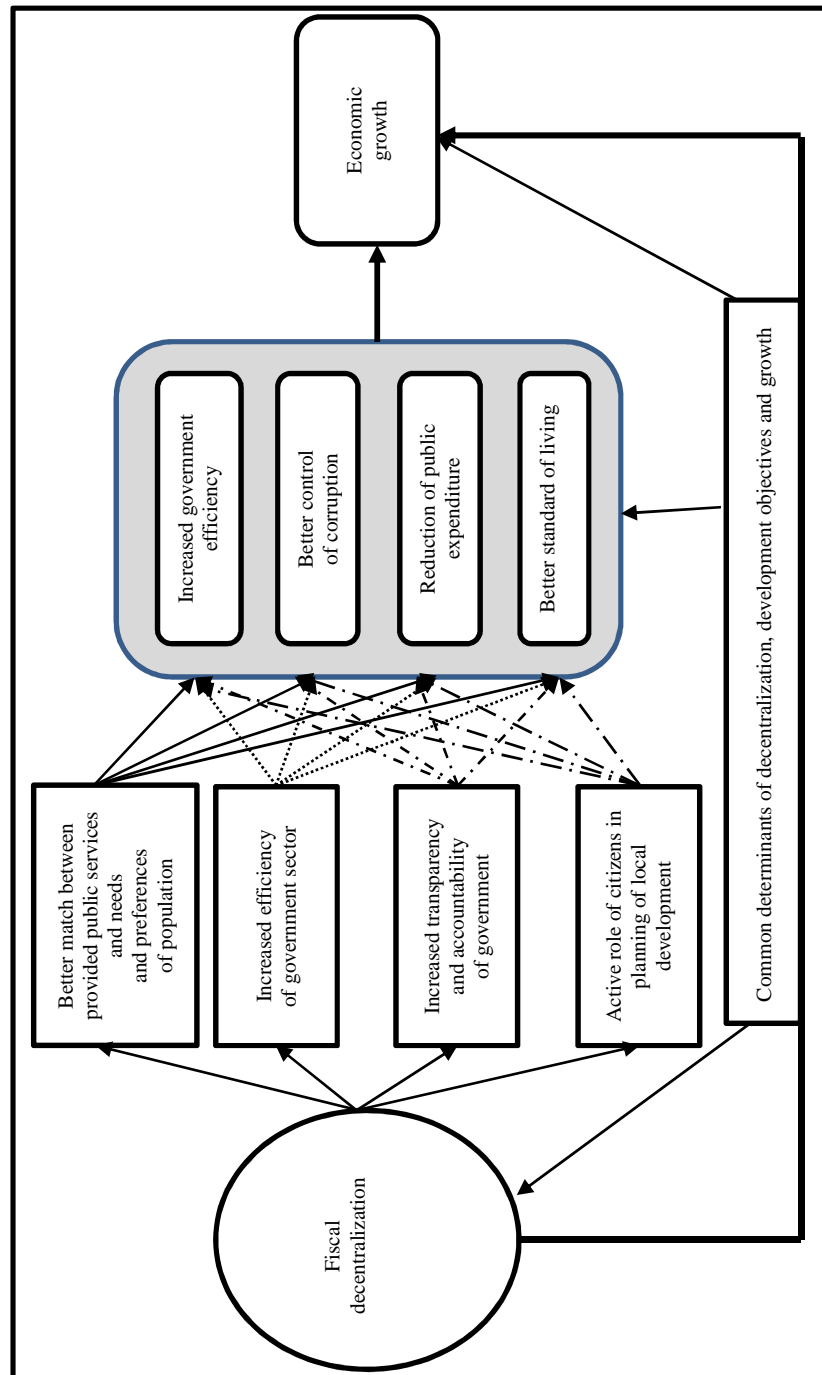 Fiscal
decentralization
Better match between
provided public services
and needs
and preferences
of population
Increased efficiency
of government sector
Increased transparency
and accountability
of government
Active role of citizens in
planning of local
development
Increased government
efficiency
Better control
of corruption
Reduction of public
expenditure
Better standard of living
Economic
growth
Common determinants of decentralization, development objectives and growth